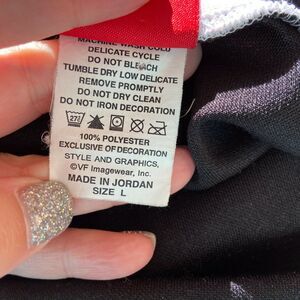 MACHINE WASH COLD
DELICATE CYCLE
DO NOT BLEACH
TUMBLE DRY LOW DELICATE
REMOVE PROMPTLY
DO NOT DRY CLEAN
DO NOT IRON DECORATION
100% POLYESTER
EXCLUSIVE OF DECORATION
STYLE AND GRAPHICS,
©VF Imagewear, Inc.
MADE IN JORDAN
SIZE L